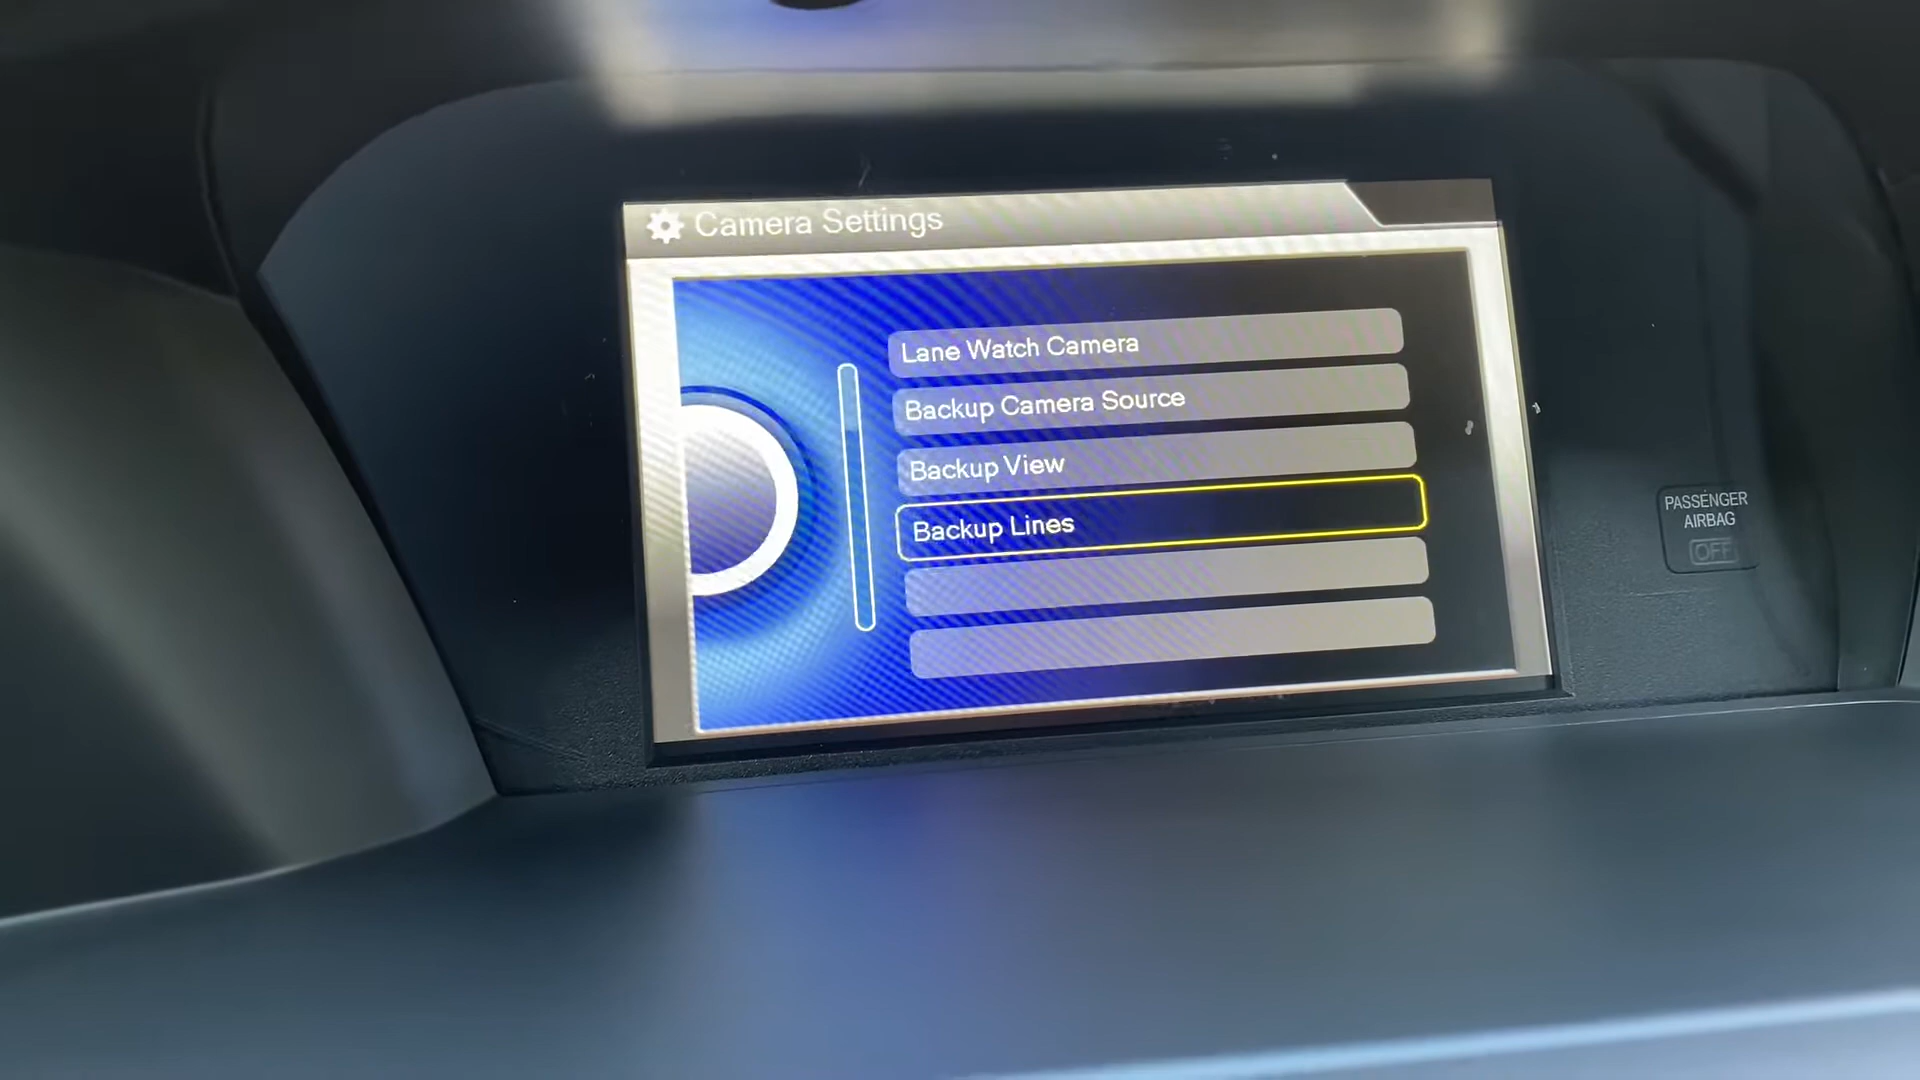 Camera Settings
Lane Watch Camera
Backup Camera Source
Backup View
Backup Lines
PASSENGER
AIRBAG
OFF